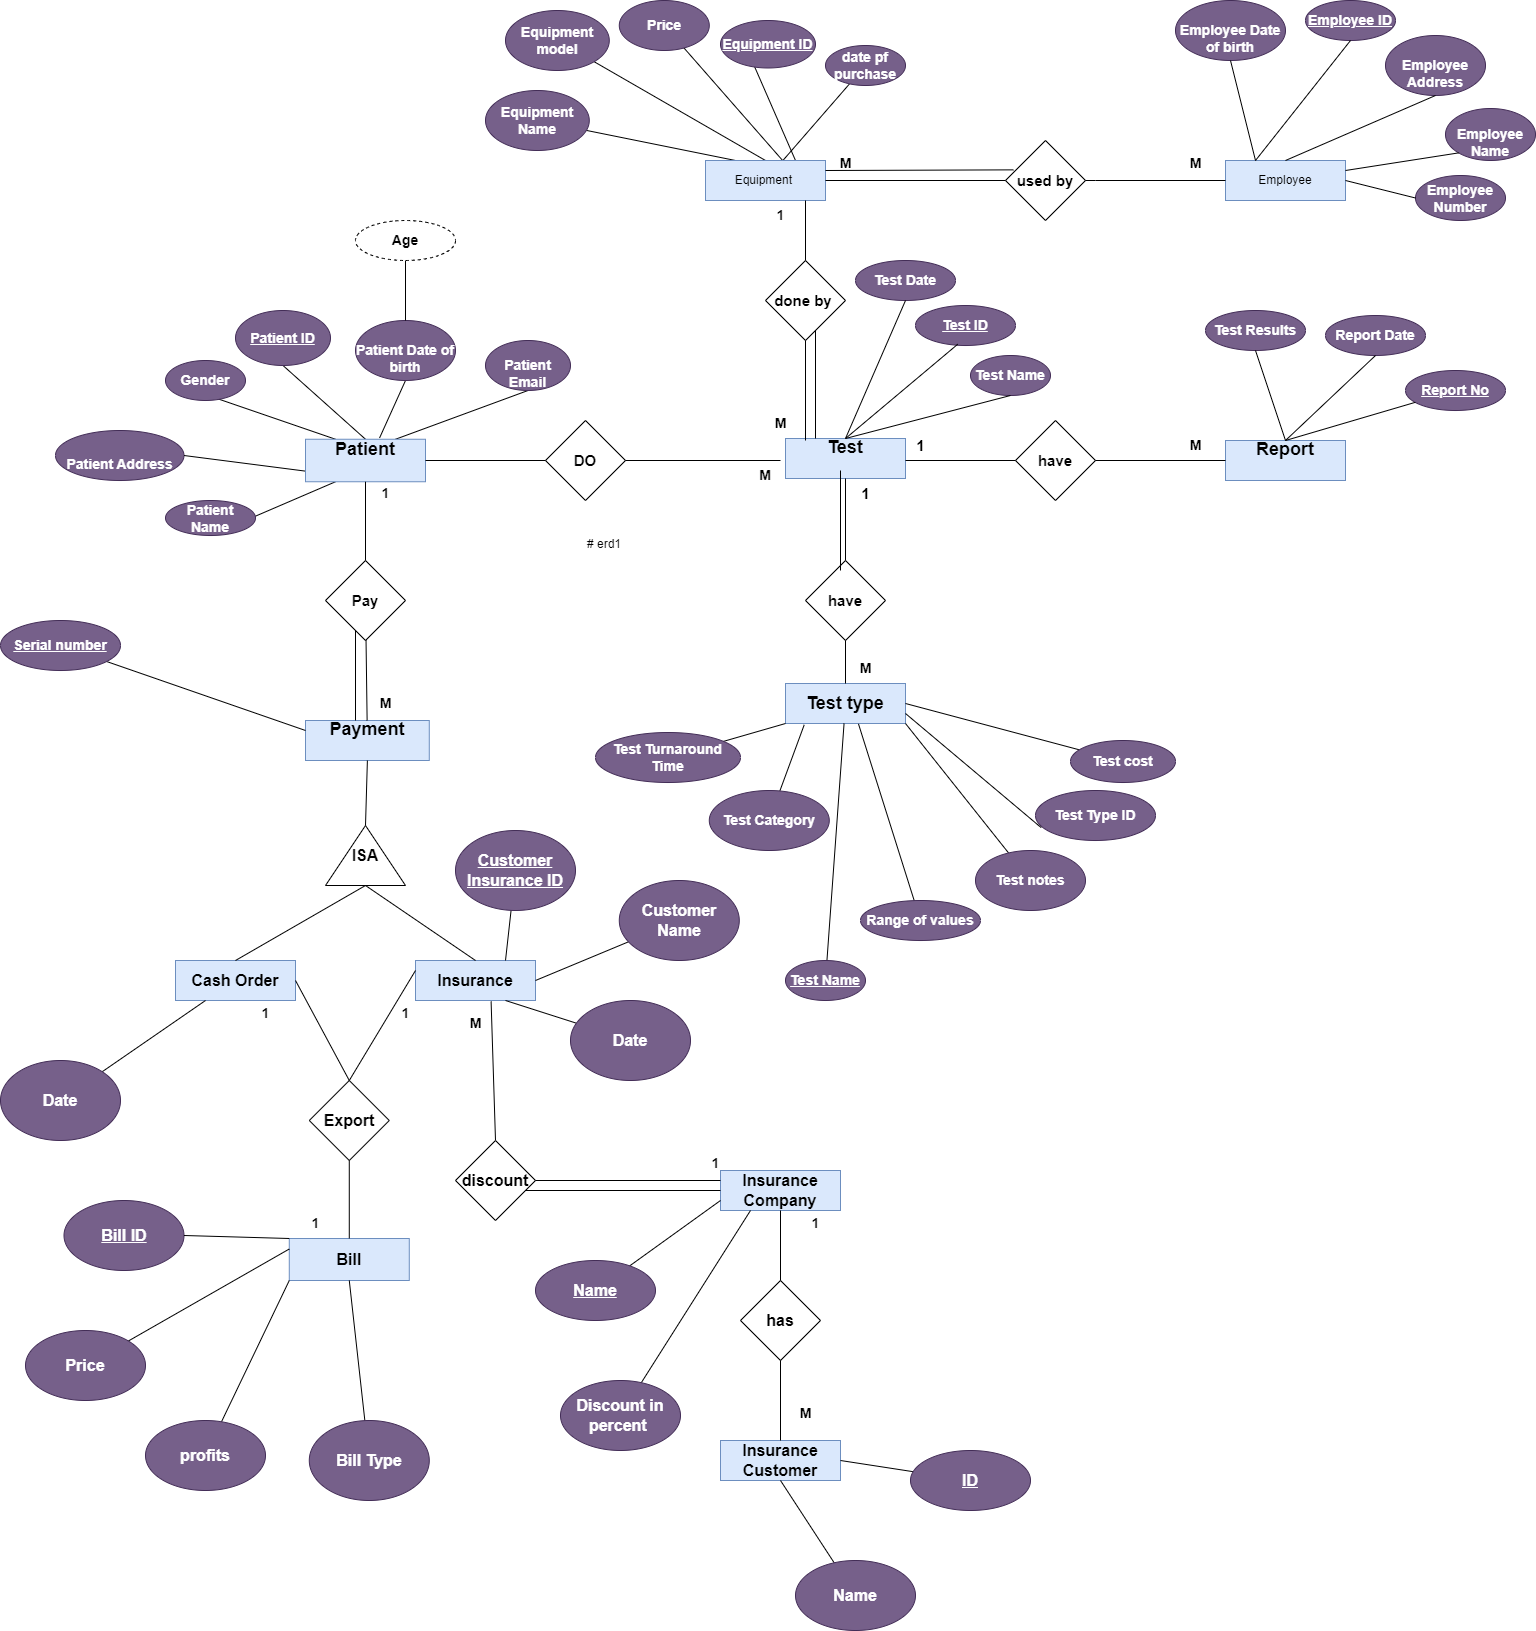 Equipment
model
Price
Equipment ID
date pf
purchase
Equipment
Name
Employee Date
of birth
Employee ID
Employee
Address
Employee
Name
Employee
Number
Equipment
M
used by
M
Employee
1
Age
done by
Test Date
Test ID
Test Name
Patient ID
Patient Date of
birth
Patient
Email
Gender
Patient Address
Patient
Name
Patient
1
DO
M
M
Test
1
have
M
Report
Test Results
Report Date
Report No
1
# erd1
Pay
have
Serial number
M
Payment
M
Test type
Test Turnaround
Time
Test Category
Test cost
Test Type ID
Test notes
Range of values
Test Name
ISA
Customer
Insurance ID
Customer
Name
Cash Order
Insurance
1
1
M
Date
Date
Export
discount
1
Insurance
Company
1
Bill ID
1
Bill
Name
has
Price
Discount in
percent
profits
Bill Type
M
Insurance
Customer
ID
Name